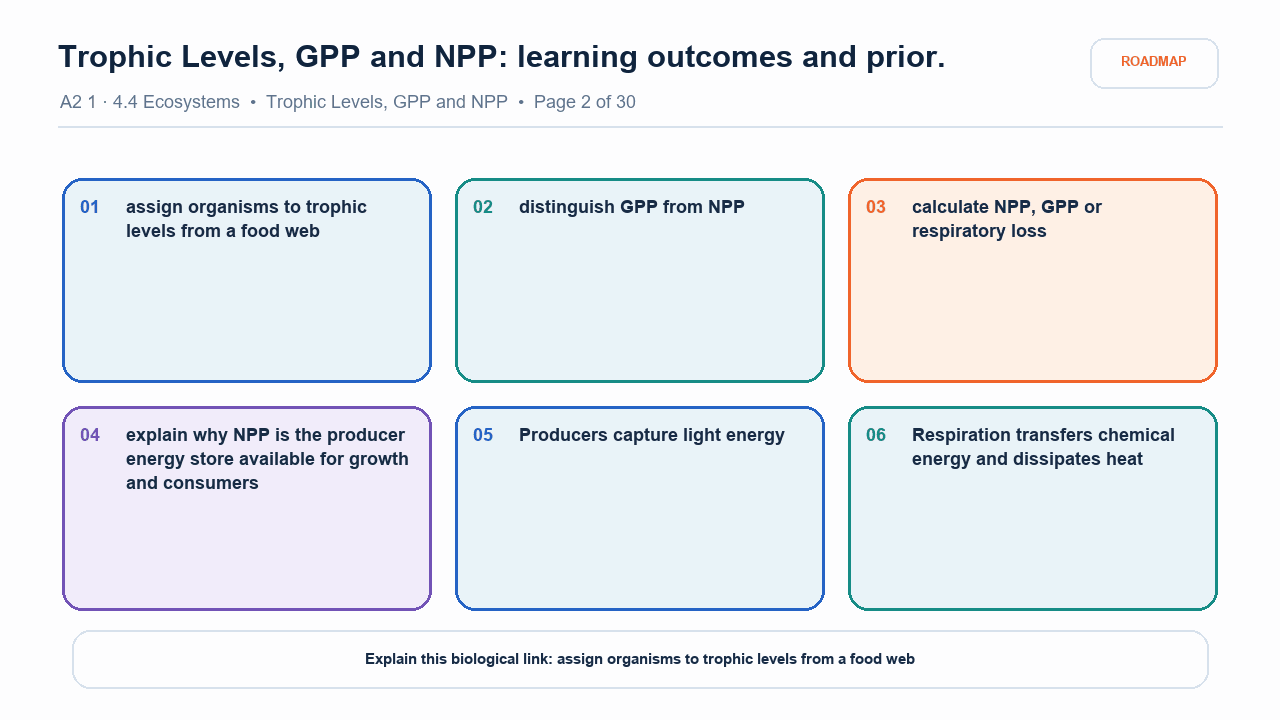 Trophic Levels, GPP and NPP: learning outcomes and prior.
ROADMAP
A2 1 · 4.4 Ecosystems • Trophic Levels, GPP and NPP • Page 2 of 30
01 assign organisms to trophic
levels from a food web
02 distinguish GPP from NPP
03 calculate NPP, GPP or
respiratory loss
04 explain why NPP is the producer
energy store available for growth
and consumers
05 Producers capture light energy
06 Respiration transfers chemical
energy and dissipates heat
Explain this biological link: assign organisms to trophic levels from a food web